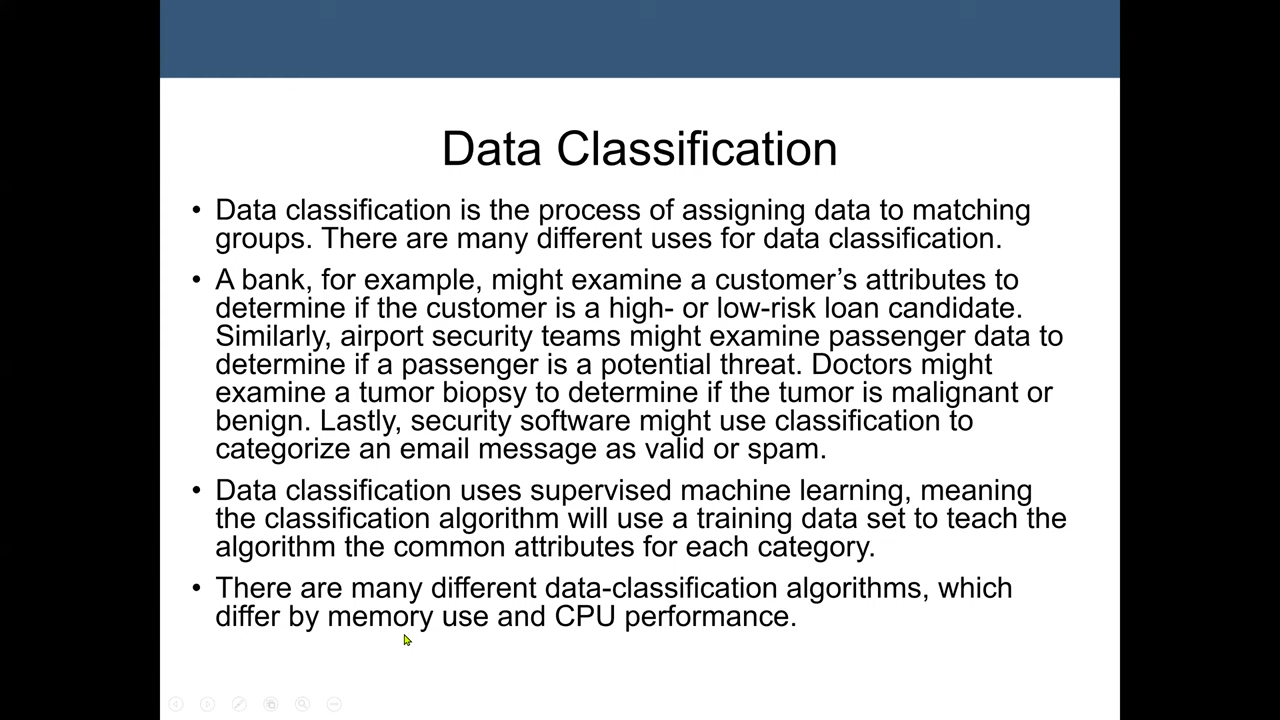 Data Classification
• Data classification is the process of assigning data to matching
groups. There are many different uses for data classification.
• A bank, for example, might examine a customer’s attributes to
determine if the customer is a high- or low-risk loan candidate.
Similarly, airport security teams might examine passenger data to
determine if a passenger is a potential threat. Doctors might
examine a tumor biopsy to determine if the tumor is malignant or
benign. Lastly, security software might use classification to
categorize an email message as valid or spam.
• Data classification uses supervised machine learning, meaning
the classification algorithm will use a training data set to teach the
algorithm the common attributes for each category.
• There are many different data-classification algorithms, which
differ by memory use and CPU performance.